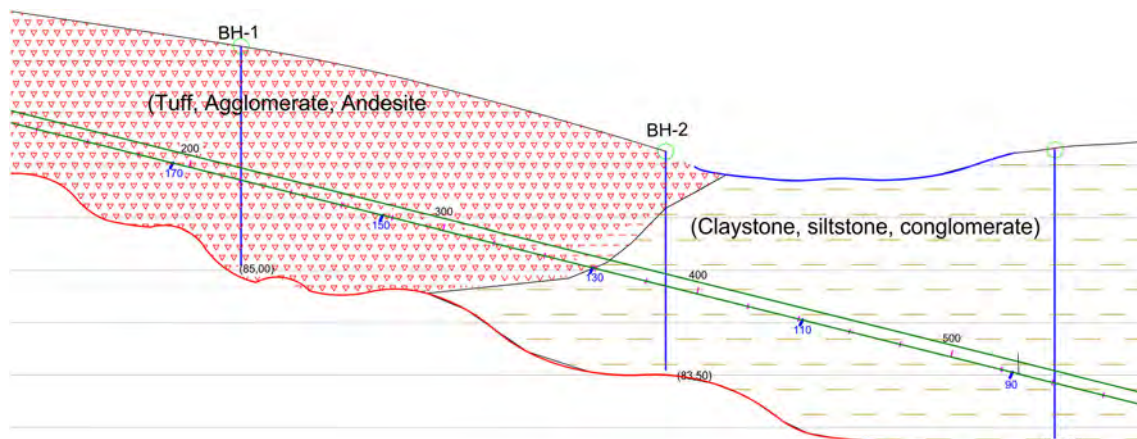 BH-1
(Tuff, Agglomerate, Andesite
BH-2
200
170
300
150
(Claystone, siltstone, conglomerate)
(85,00)
130
400
110
500
(83,50)
90